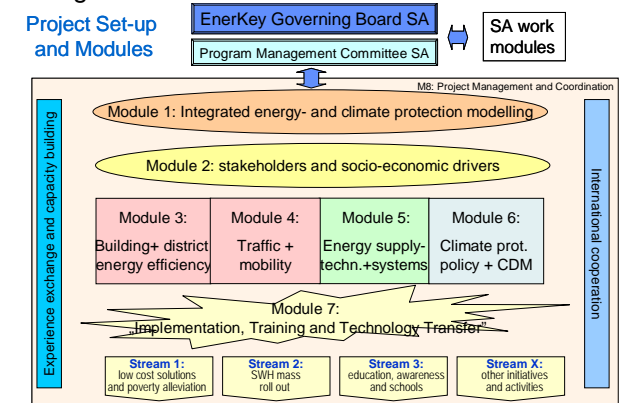 Project Set-up
and Modules
EnerKey Governing Board SA
Program Management Committee SA
SA work
modules
M8: Project Management and Coordination
Experience exchange and capacity building
Module 1: Integrated energy- and climate protection modelling
Module 2: stakeholders and socio-economic drivers
Module 3:
Building+ district
energy efficiency
Module 4:
Traffic +
mobility
Module 5:
Energy supply-
techn.+systems
Module 6:
Climate prot.
policy + CDM
International cooperation
Module 7:
„Implementation, Training and Technology Transfer”
Stream 1:
low cost solutions
and poverty alleviation
Stream 2:
SWH mass
roll out
Stream 3:
education, awareness
and schools
Stream X:
other initiatives
and activities